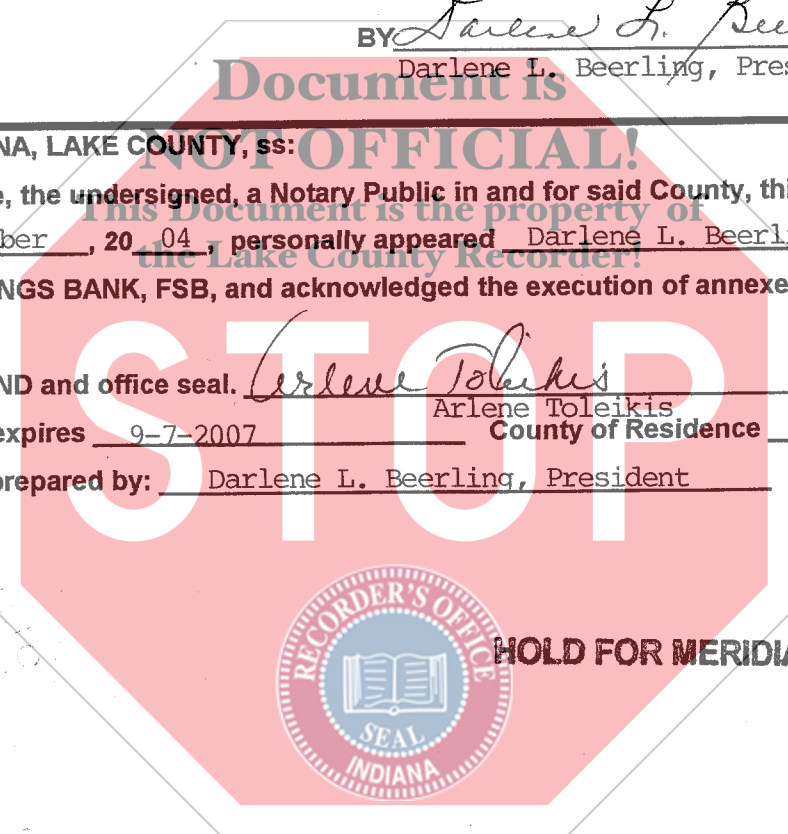 BY Darlene L. Bee
Darlene L. Beerling, Pres
Document is
NOT OFFICIAL!
This Document is the property of
the Lake County Recorder!
NA, LAKE COUNTY, ss:
e, the undersigned, a Notary Public in and for said County, thi
ber , 20 04 , personally appeared Darlene L. Beerli
NGS BANK, FSB, and acknowledged the execution of annexe
STOP
ND and office seal. Arlene Toleikis
Arlene Toleikis
expires 9-7-2007 County of Residence
prepared by: Darlene L. Beerling, President
RECORDER'S OFFICE
SEAL
INDIANA
HOLD FOR MERIDIA